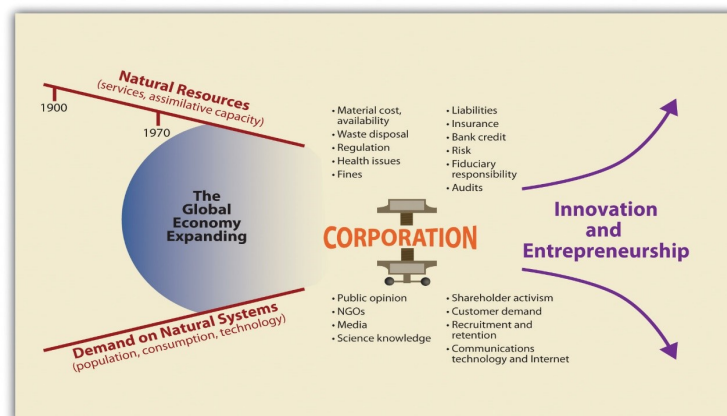 Natural Resources
(services, assimilative capacity)
1900
1970
The
Global
Economy
Expanding
Demand on Natural Systems
(population, consumption, technology)
• Material cost,
availability
• Waste disposal
• Regulation
• Health issues
• Fines
• Liabilities
• Insurance
• Bank credit
• Risk
• Fiduciary
responsibility
• Audits
CORPORATION
• Public opinion
• NGOs
• Media
• Science knowledge
• Shareholder activism
• Customer demand
• Recruitment and
retention
• Communications
technology and Internet
Innovation
and
Entrepreneurship